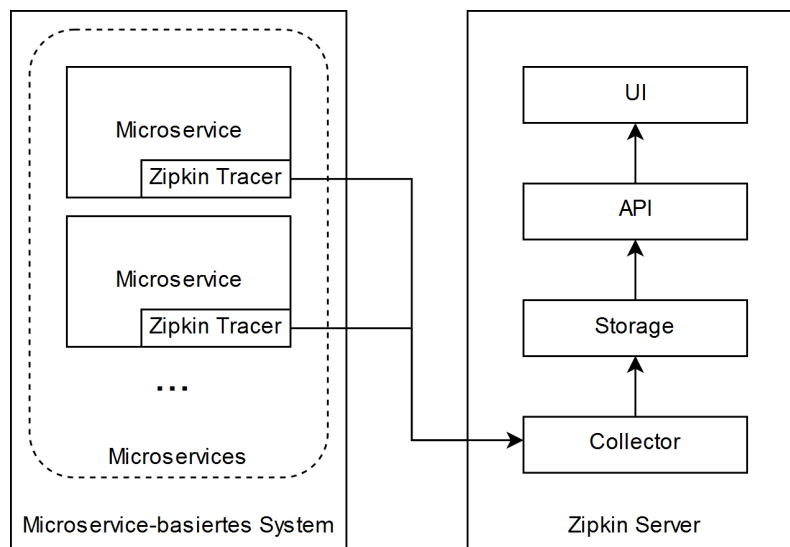 Microservice
Zipkin Tracer
Microservice
Zipkin Tracer
...
Microservices
Microservice-basiertes System
UI
API
Storage
Collector
Zipkin Server